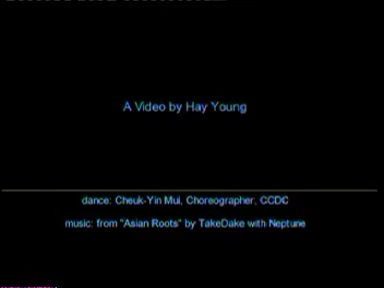 A Video by Hay Young
dance: Cheuk-Yin Mui, Choreographer, CCDC
music: from "Asian Roots" by TakeDake with Neptune